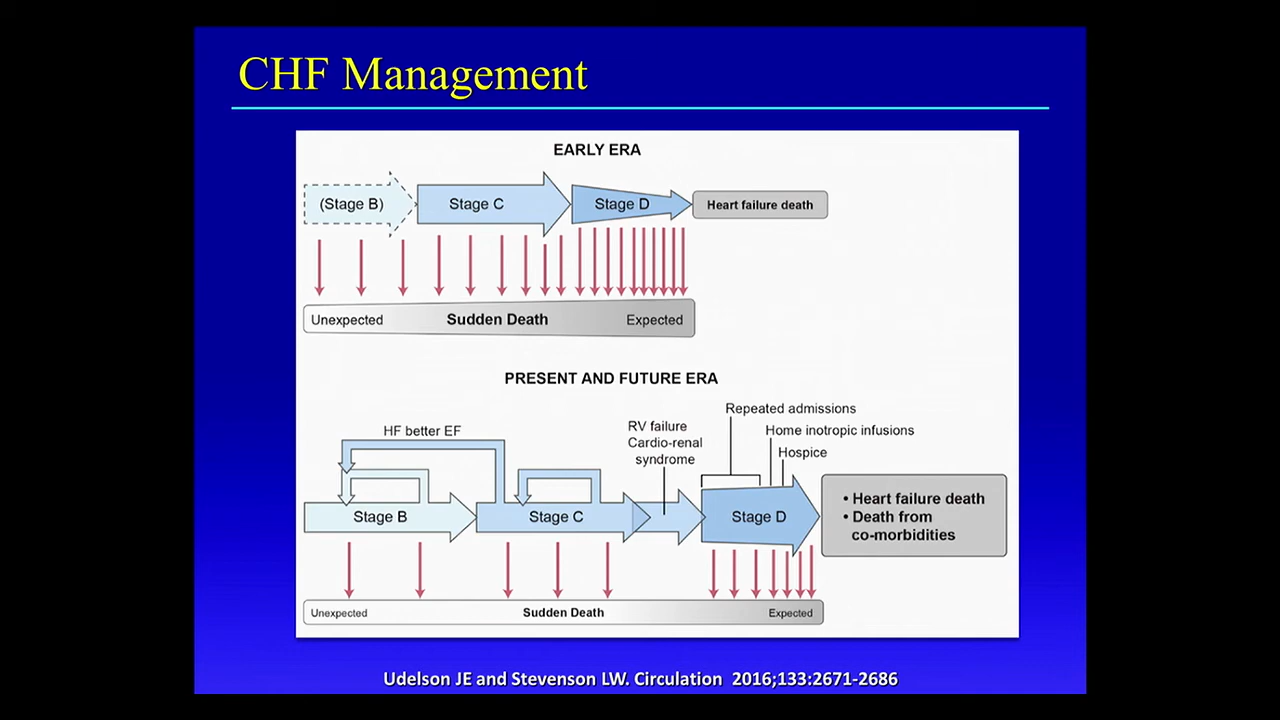 CHF Management
EARLY ERA
(Stage B)
Stage C
Stage D
Heart failure death
Unexpected
Sudden Death
Expected
PRESENT AND FUTURE ERA
HF better EF
RV failure
Cardio-renal
syndrome
Repeated admissions
Home inotropic infusions
Hospice
Stage B
Stage C
Stage D
• Heart failure death
• Death from
co-morbidities
Unexpected
Sudden Death
Expected
Udelson JE and Stevenson LW. Circulation 2016;133:2671-2686